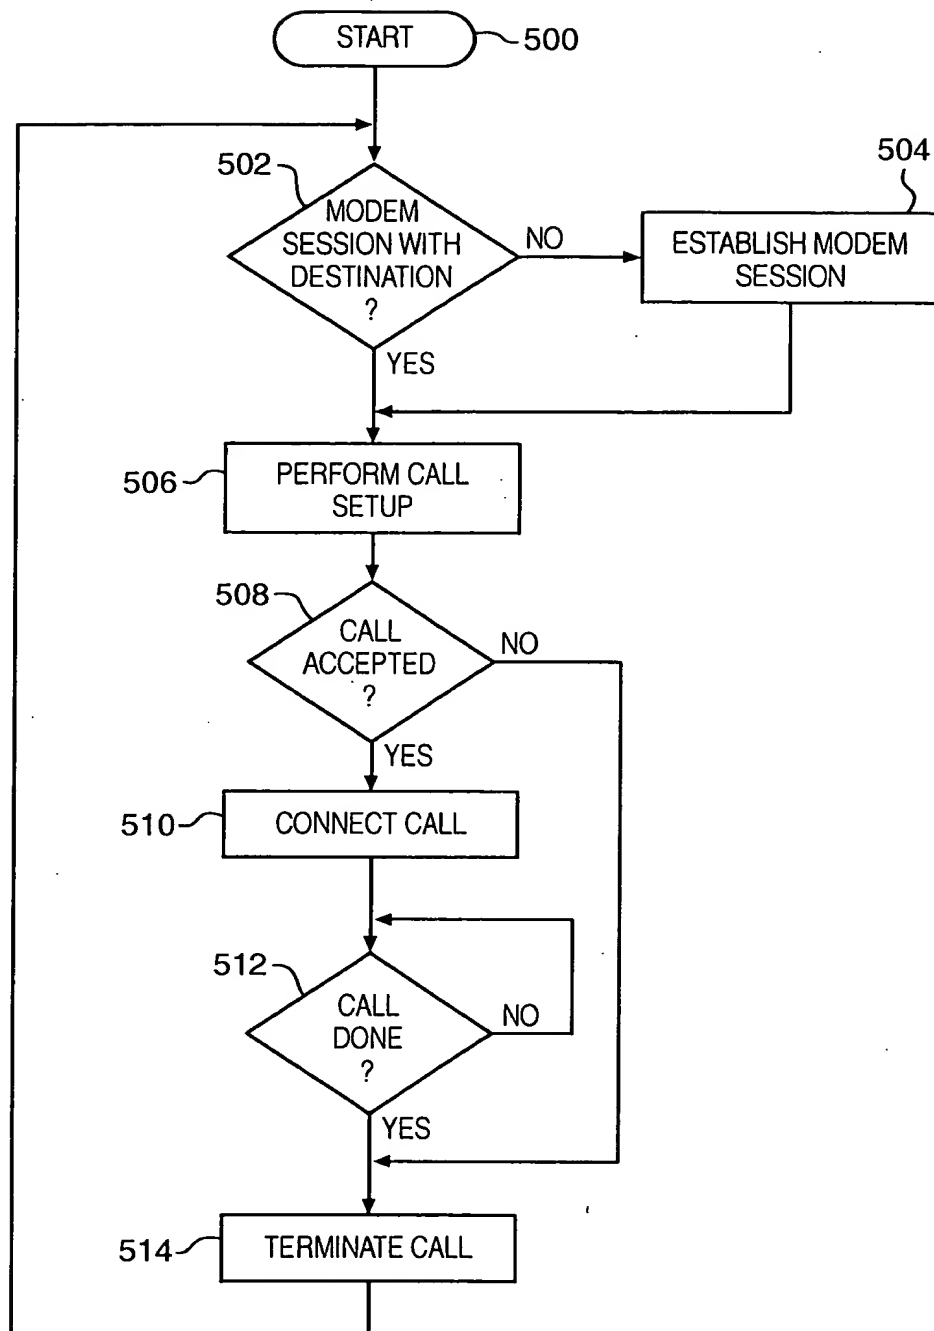 START
500
502
504
MODEM
SESSION WITH
DESTINATION
?
NO
ESTABLISH MODEM
SESSION
YES
506
PERFORM CALL
SETUP
508
CALL
ACCEPTED
?
NO
YES
510
CONNECT CALL
512
CALL
DONE
?
NO
YES
514
TERMINATE CALL